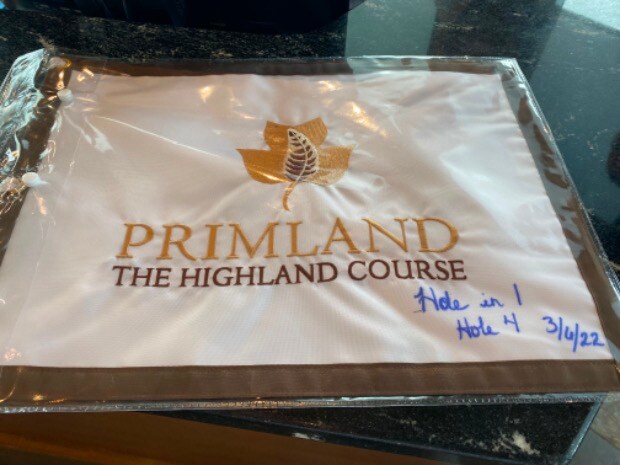 PRIMLAND
THE HIGHLAND COURSE
Hole in 1
Hole 4 3/6/22